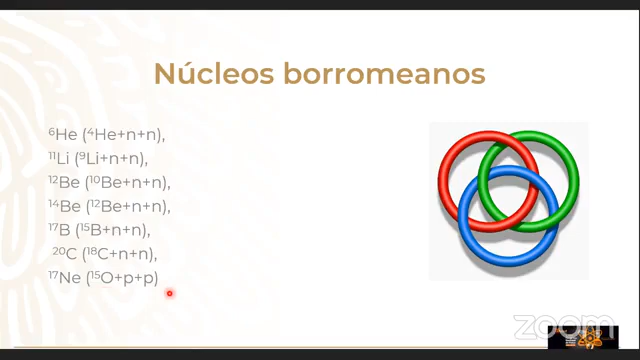 Núcleos borromeanos
⁶He (⁴He+n+n),
¹¹Li (⁹Li+n+n),
¹²Be (¹⁰Be+n+n),
¹⁴Be (¹²Be+n+n),
¹⁷B (¹⁵B+n+n),
²⁰C (¹⁸C+n+n),
¹⁷Ne (¹⁵O+p+p)
zoom